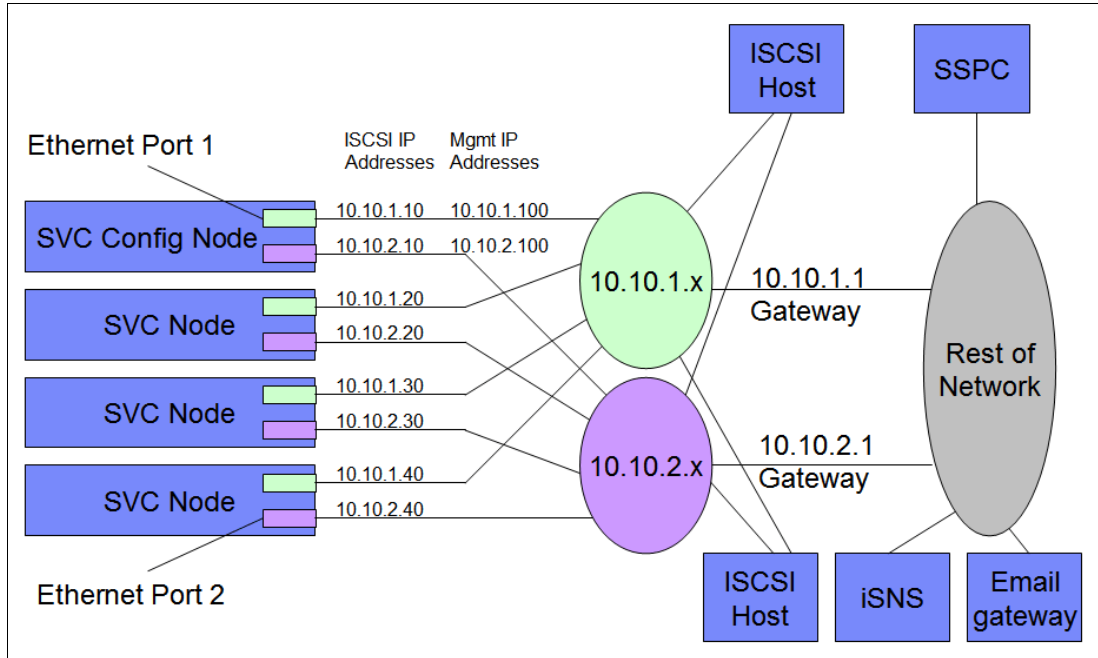 ISCSI
Host
SSPC
Ethernet Port 1
ISCSI IP
Addresses
Mgmt IP
Addresses
SVC Config Node
10.10.1.10
10.10.1.100
10.10.2.10
10.10.2.100
SVC Node
10.10.1.20
10.10.2.20
SVC Node
10.10.1.30
10.10.2.30
SVC Node
10.10.1.40
10.10.2.40
Ethernet Port 2
10.10.1.x
10.10.2.x
10.10.1.1
Gateway
10.10.2.1
Gateway
Rest of
Network
ISCSI
Host
iSNS
Email
gateway